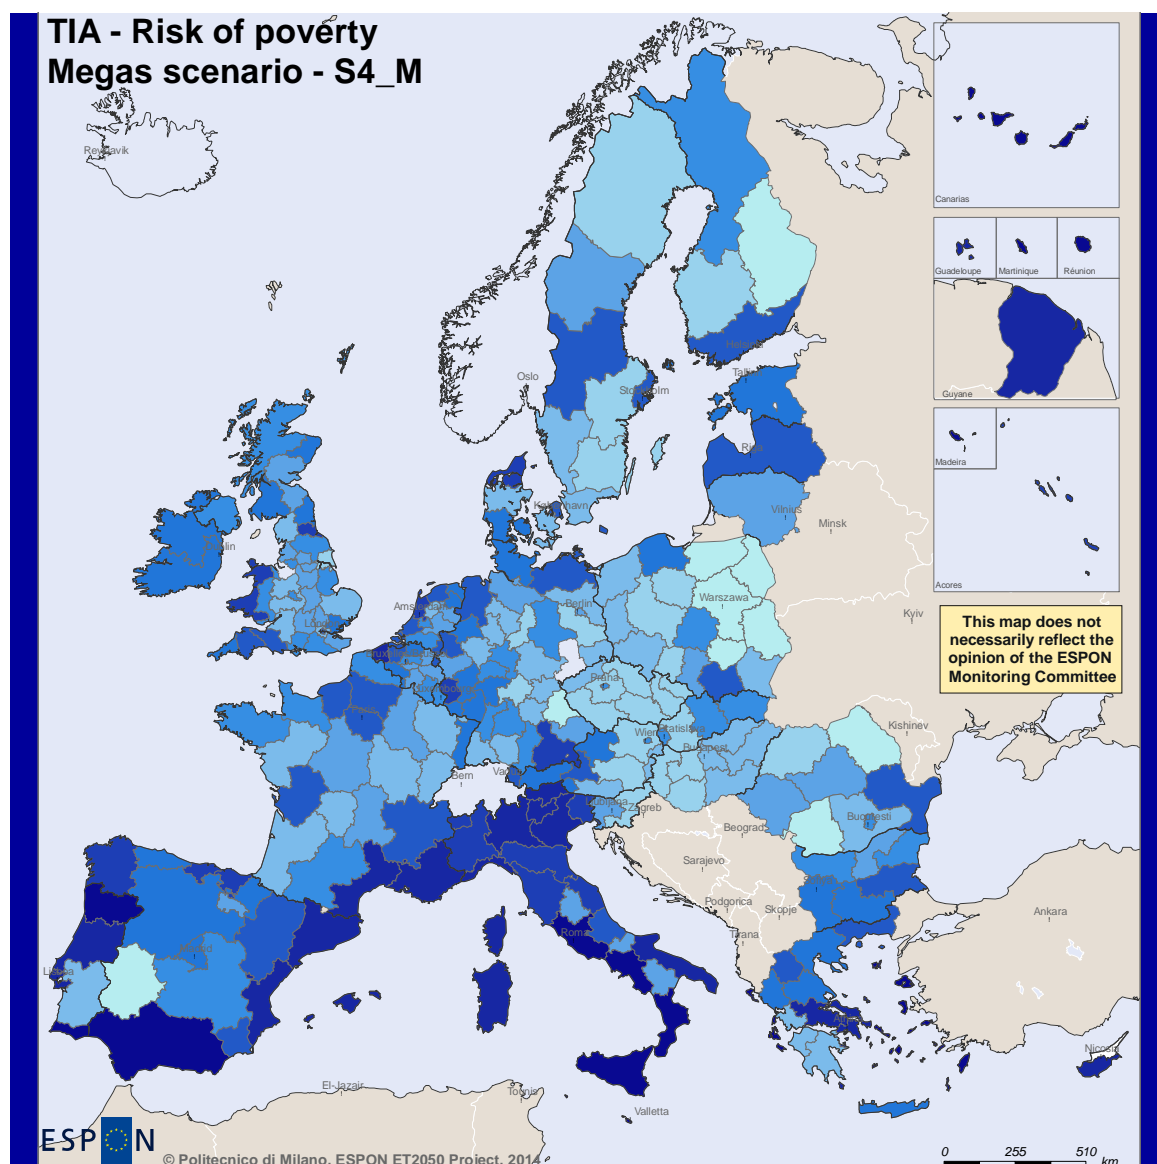 TIA - Risk of poverty
Megas scenario - S4_M
Reykjavik
Canarias
Guadeloupe
Martinique
Réunion
Guyane
Madeira
Acores
This map does not
necessarily reflect the
opinion of the ESPON
Monitoring Committee
Oslo
Helsinki
Tallinn
Stockholm
Riga
København
Vilnius
Minsk
Dublin
London
Amsterdam
Berlin
Warszawa
Kyiv
Praha
Paris
Wien
Bratislava
Budapest
Kishinev
Bern
Vaduz
Ljubljana
Zagreb
Beograd
Bucuresti
Sarajevo
Podgorica
Skopje
Tirana
Roma
Ankara
Madrid
Lisboa
Nicosia
El-Jazair
Tounis
Valletta
ESPON
© Politecnico di Milano, ESPON ET2050 Project, 2014
0 255 510
km